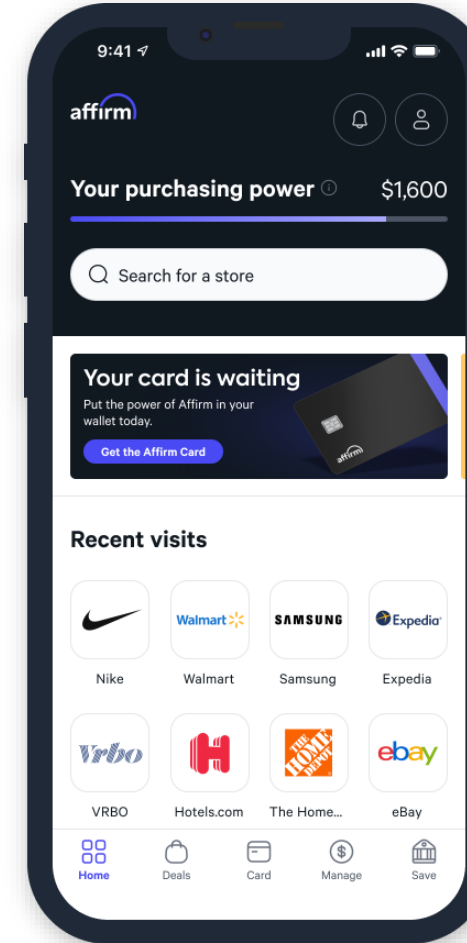 9:41
affirm
Your purchasing power $1,600
Search for a store
Your card is waiting
Put the power of Affirm in your
wallet today.
Get the Affirm Card
affirm
Recent visits
Walmart SAMSUNG Expedia
Nike Walmart Samsung Expedia
Vrbo H THE HOME DEPOT ebay
VRBO Hotels.com The Home... eBay
Home Deals Card Manage Save